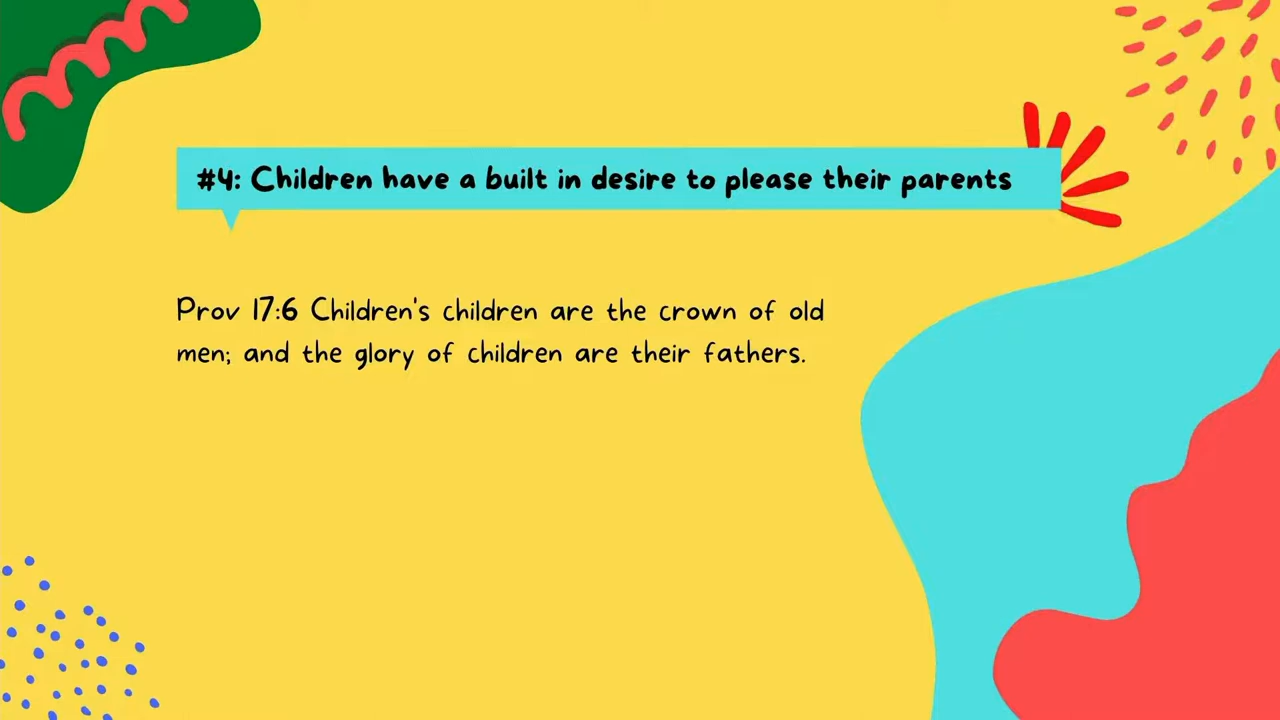 #4: Children have a built in desire to please their parents
Prov 17:6 Children's children are the crown of old
men; and the glory of children are their fathers.